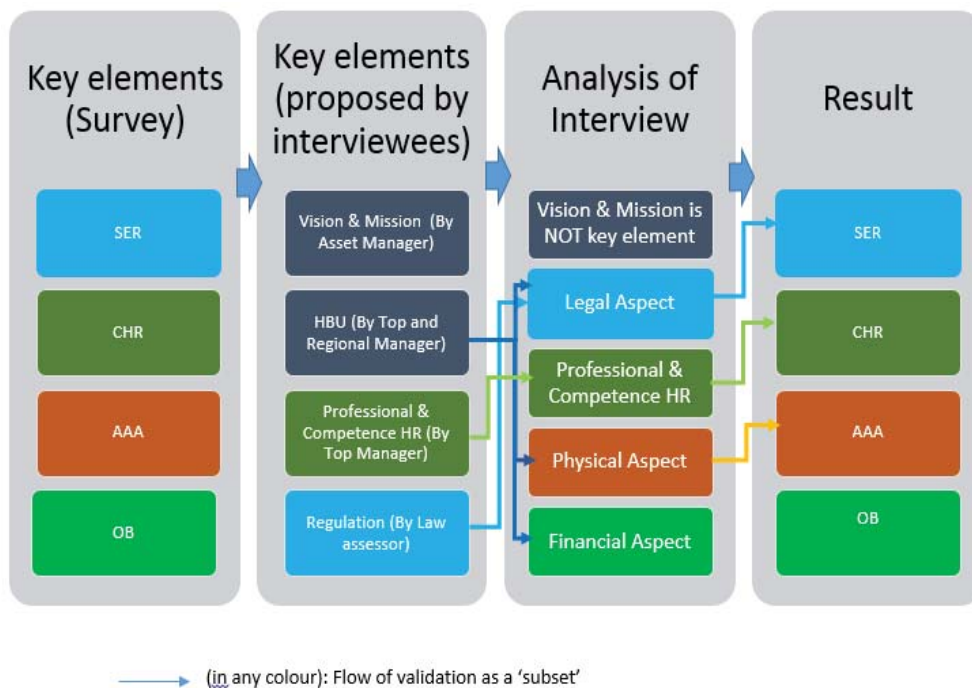 Key elements
(Survey)
SER
CHR
AAA
OB
Key elements
(proposed by
interviewees)
Vision & Mission (By
Asset Manager)
HBU (By Top and
Regional Manager)
Professional &
Competence HR (By
Top Manager)
Regulation (By Law
assessor)
Analysis of
Interview
Vision & Mission is
NOT key element
Legal Aspect
Professional &
Competence HR
Physical Aspect
Financial Aspect
Result
SER
CHR
AAA
OB
(in any colour): Flow of validation as a ‘subset’